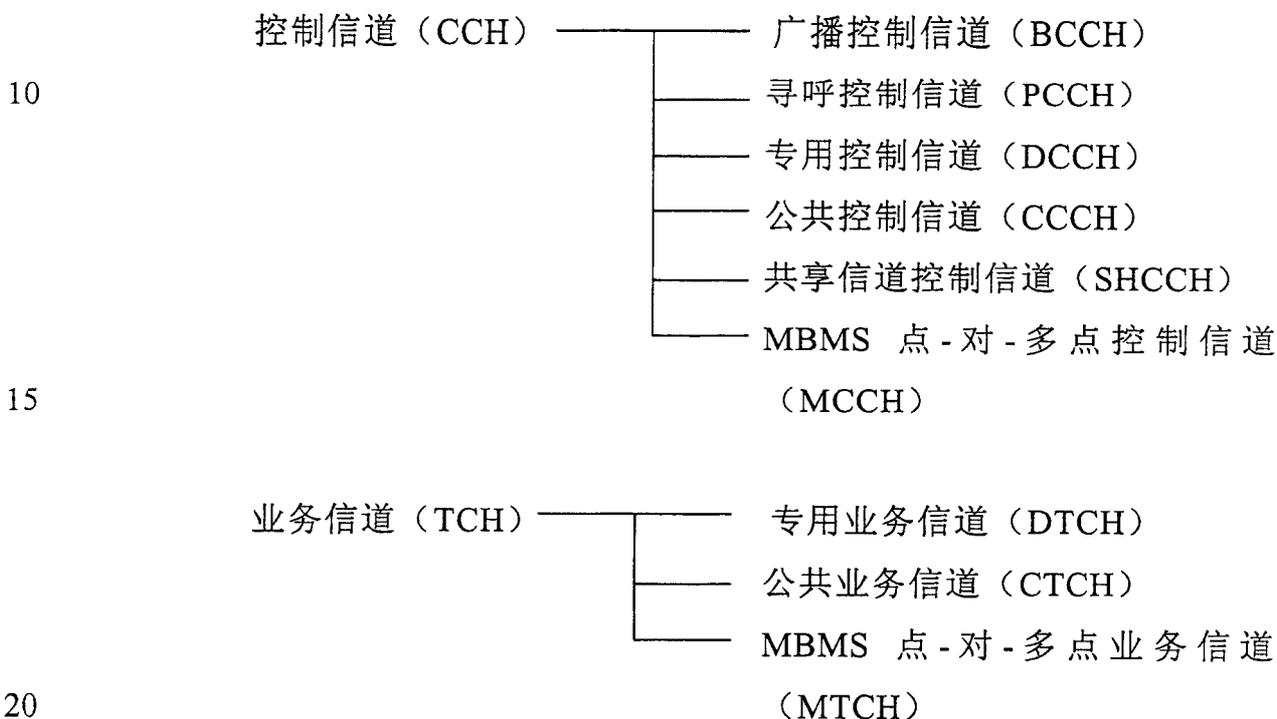 控制信道（CCH） 广播控制信道（BCCH）
10 寻呼控制信道（PCCH）
专用控制信道（DCCH）
公共控制信道（CCCH）
共享信道控制信道（SHCCH）
MBMS 点-对-多点控制信道
15 （MCCH）
业务信道（TCH） 专用业务信道（DTCH）
公共业务信道（CTCH）
MBMS 点-对-多点业务信道
20 （MTCH）